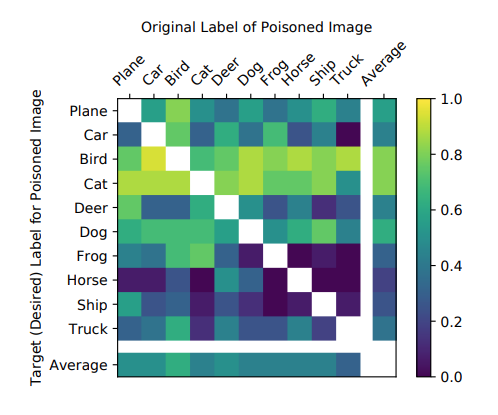 Original Label of Poisoned Image
Plane Car Bird Cat Deer Dog Frog Horse Ship Truck Average
Target (Desired) Label for Poisoned Image
Plane
Car
Bird
Cat
Deer
Dog
Frog
Horse
Ship
Truck
Average
1.0
0.8
0.6
0.4
0.2
0.0